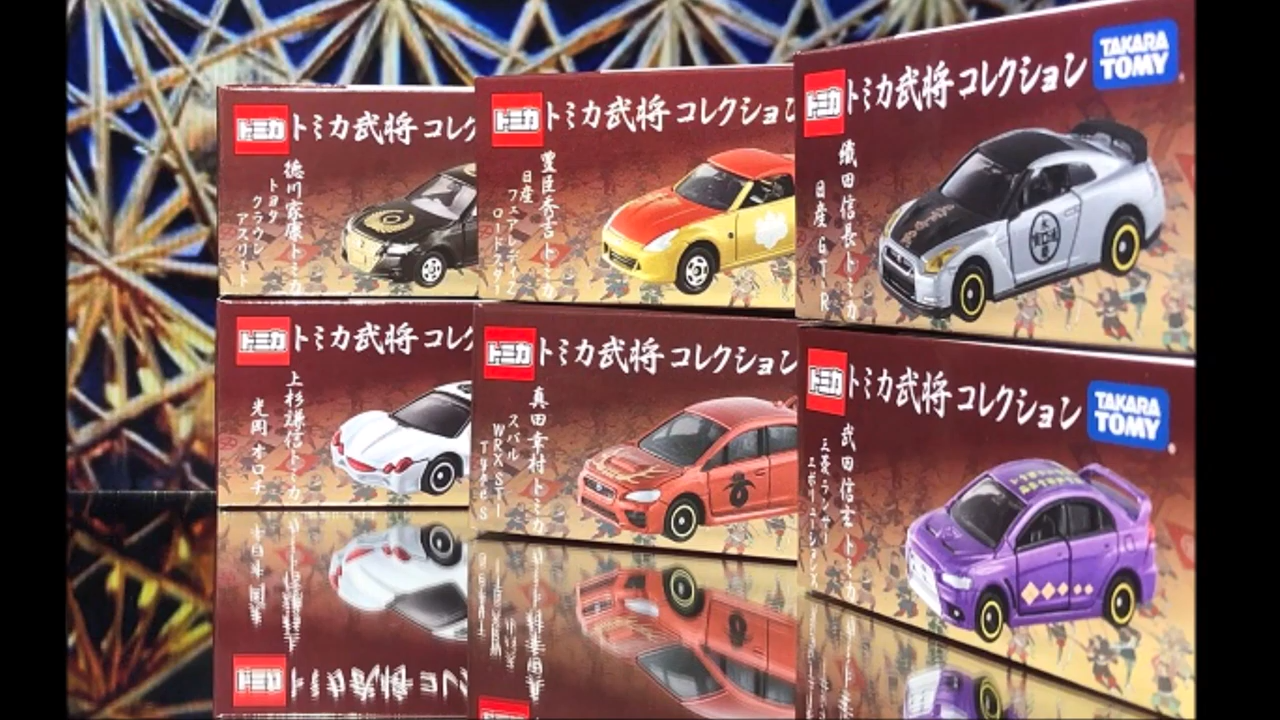 トミカ
トミカ武将 コレク
徳川家康トミカ
トヨタ
クラウン
アスリート
トミカ
トミカ武将 コレクション
豊臣秀吉トミカ
日産
フェアレディZ
ロードスター
トミカ
トミカ武将 コレクション
TAKARA
TOMY
織田信長トミカ
日産 GT-R
トミカ
トミカ武将 コレク
上杉謙信トミカ
光岡 オロチ
トミカ
トミカ武将 コレクション
真田幸村トミカ
スバル
WRX STI
Type S
トミカ
トミカ武将 コレクション
TAKARA
TOMY
武田信玄トミカ
三菱ランサー
エボリューションX